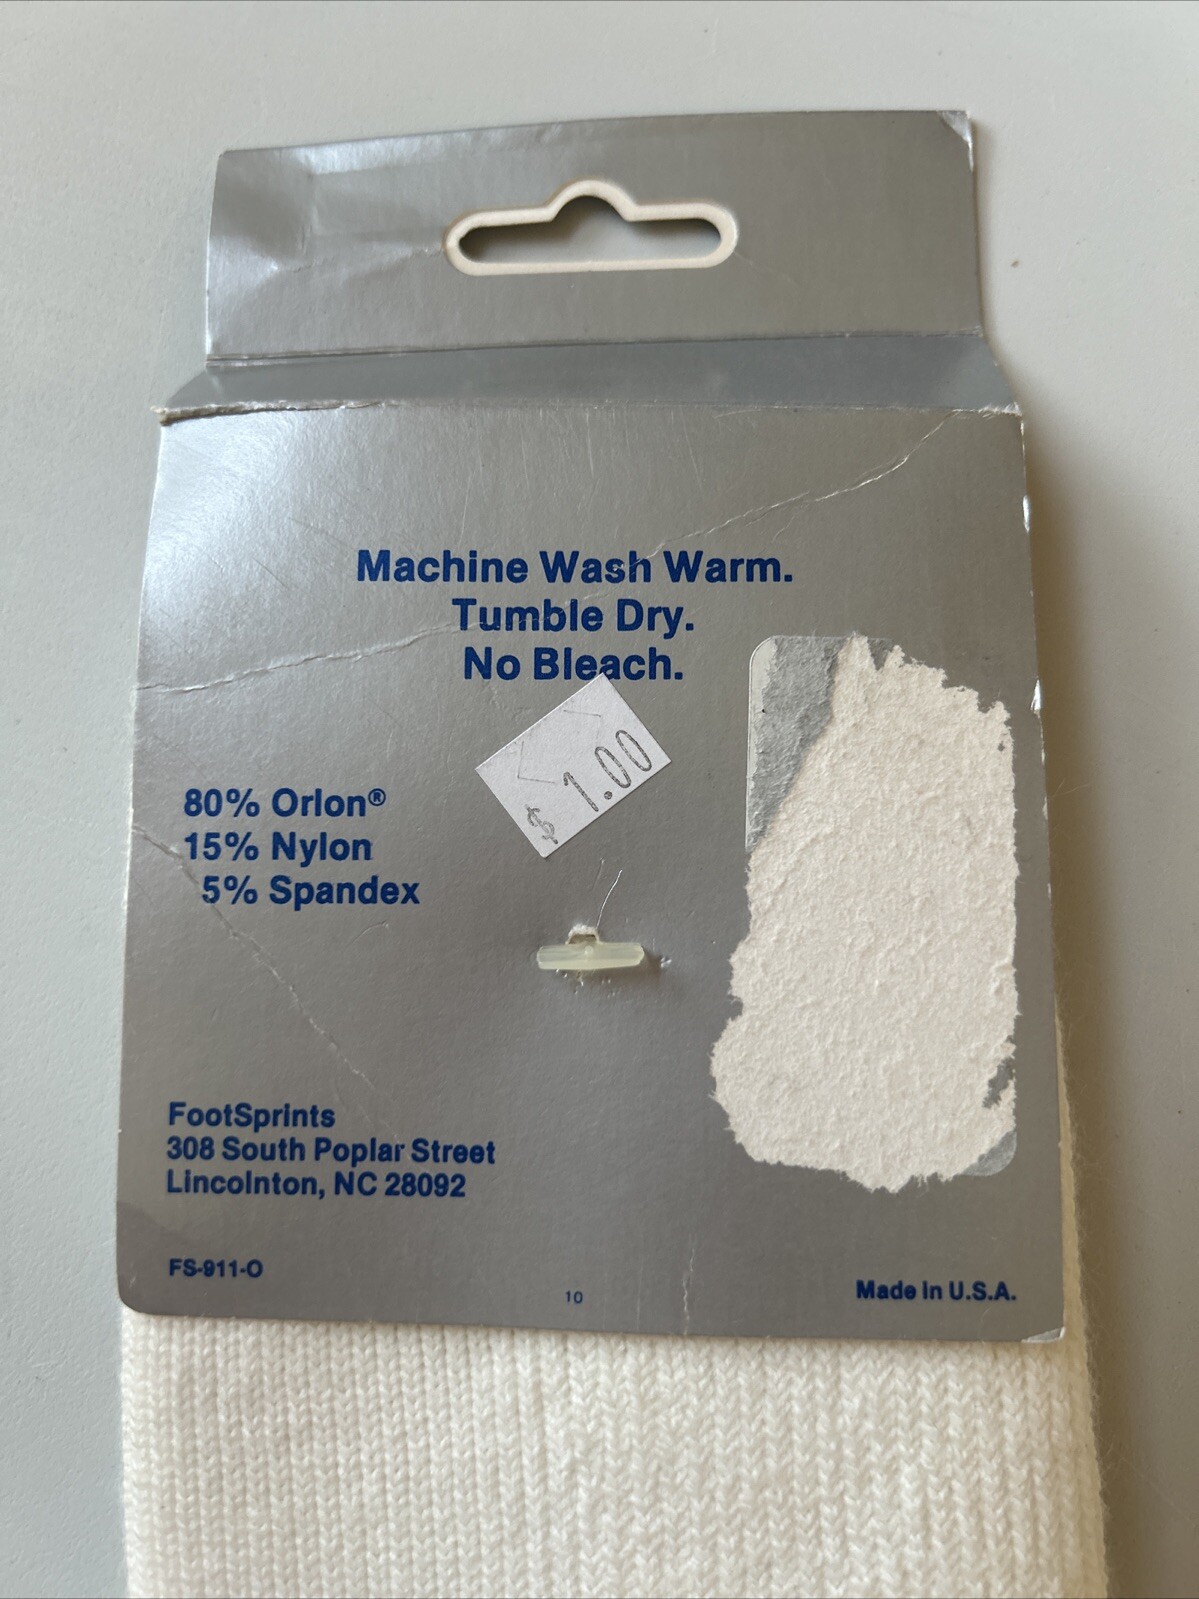 Machine Wash Warm.
Tumble Dry.
No Bleach.
$ 1.00
80% Orlon®
15% Nylon
5% Spandex
FootSprints
308 South Poplar Street
Lincolnton, NC 28092
FS-911-O
10
Made in U.S.A.